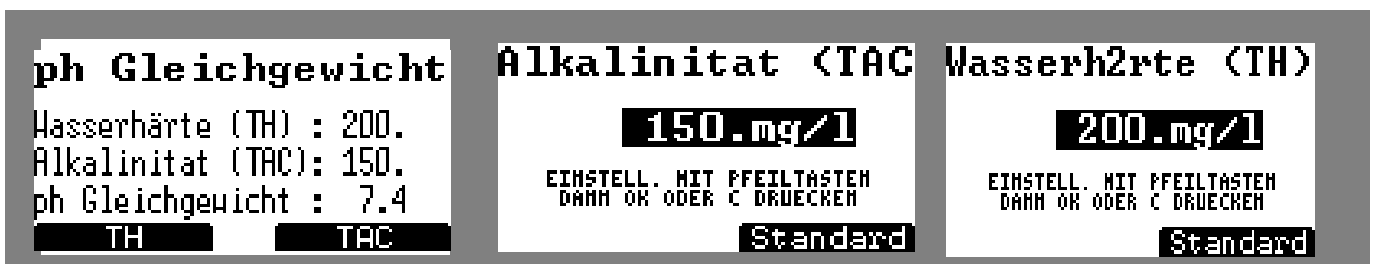 ph Gleichgewicht
Wasserhärte (TH) : 200.
Alkalinitat (TAC): 150.
ph Gleichgewicht : 7.4
TH TAC
Alkalinitat (TAC
150.mg/l
EINSTELL. MIT PFEILTASTEN
DANN OK ODER C DRUECKEN
Standard
Wasserh2rte (TH)
200.mg/l
EINSTELL. MIT PFEILTASTEN
DANN OK ODER C DRUECKEN
Standard